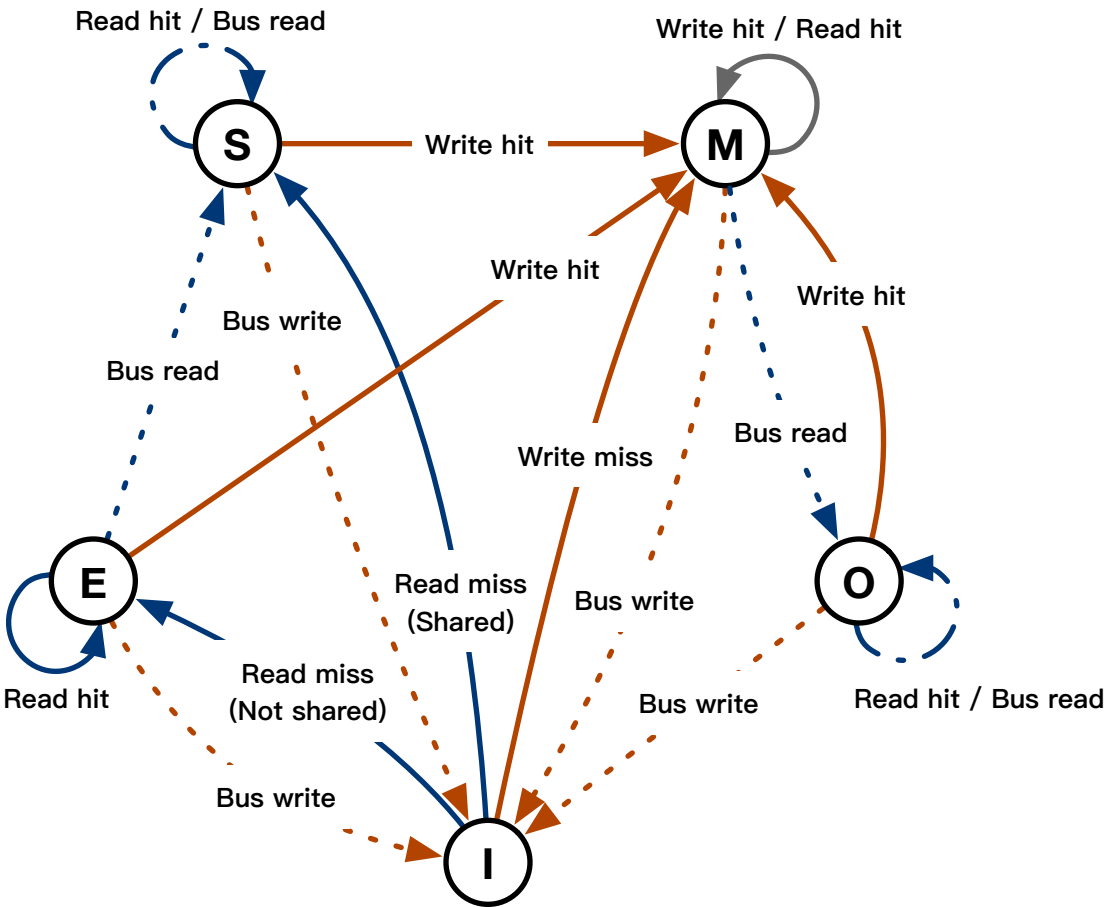 Read hit / Bus read
Write hit / Read hit
S
Write hit
M
Write hit
Write hit
Bus write
Bus read
Bus read
Write miss
E
Read miss
(Shared)
Bus write
O
Read miss
(Not shared)
Read hit
Bus write
Read hit / Bus read
Bus write
I